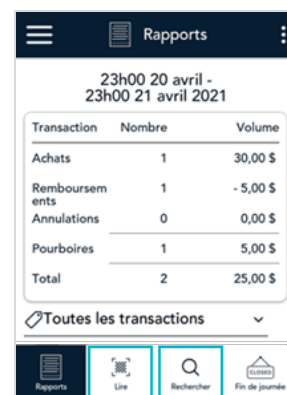 Rapports
23h00 20 avril -
23h00 21 avril 2021
Transaction Nombre Volume
Achats 1 30,00 $
Remboursem
ents 1 - 5,00 $
Annulations 0 0,00 $
Pourboires 1 5,00 $
Total 2 25,00 $
Toutes les transactions
Rapports Lire Rechercher CLOSED Fin de journée